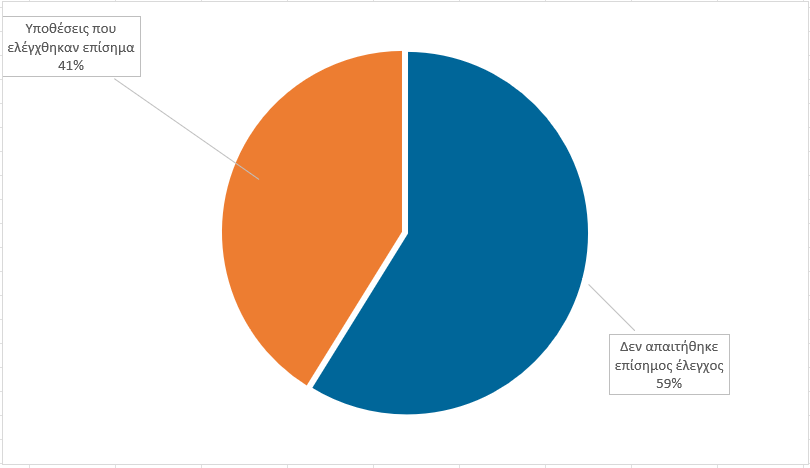 Υποθέσεις που
ελέγχθηκαν επίσημα
41%
Δεν απαιτήθηκε
επίσημος έλεγχος
59%